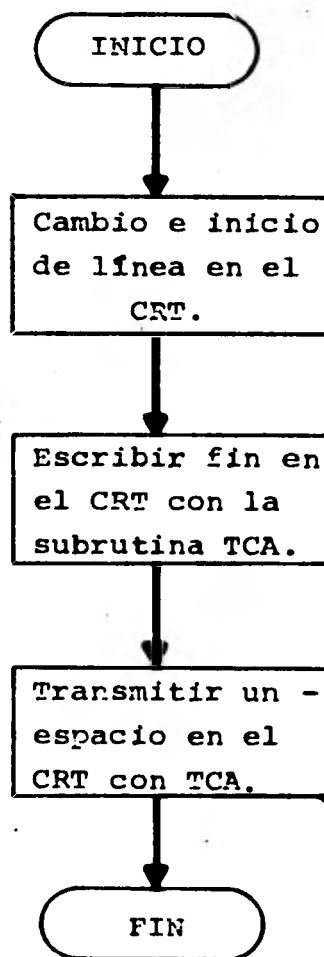 INICIO
Cambio e inicio
de línea en el
CRT.
Escribir fin en
el CRT con la
subrutina TCA.
Transmitir un -
espacio en el
CRT con TCA.
FIN